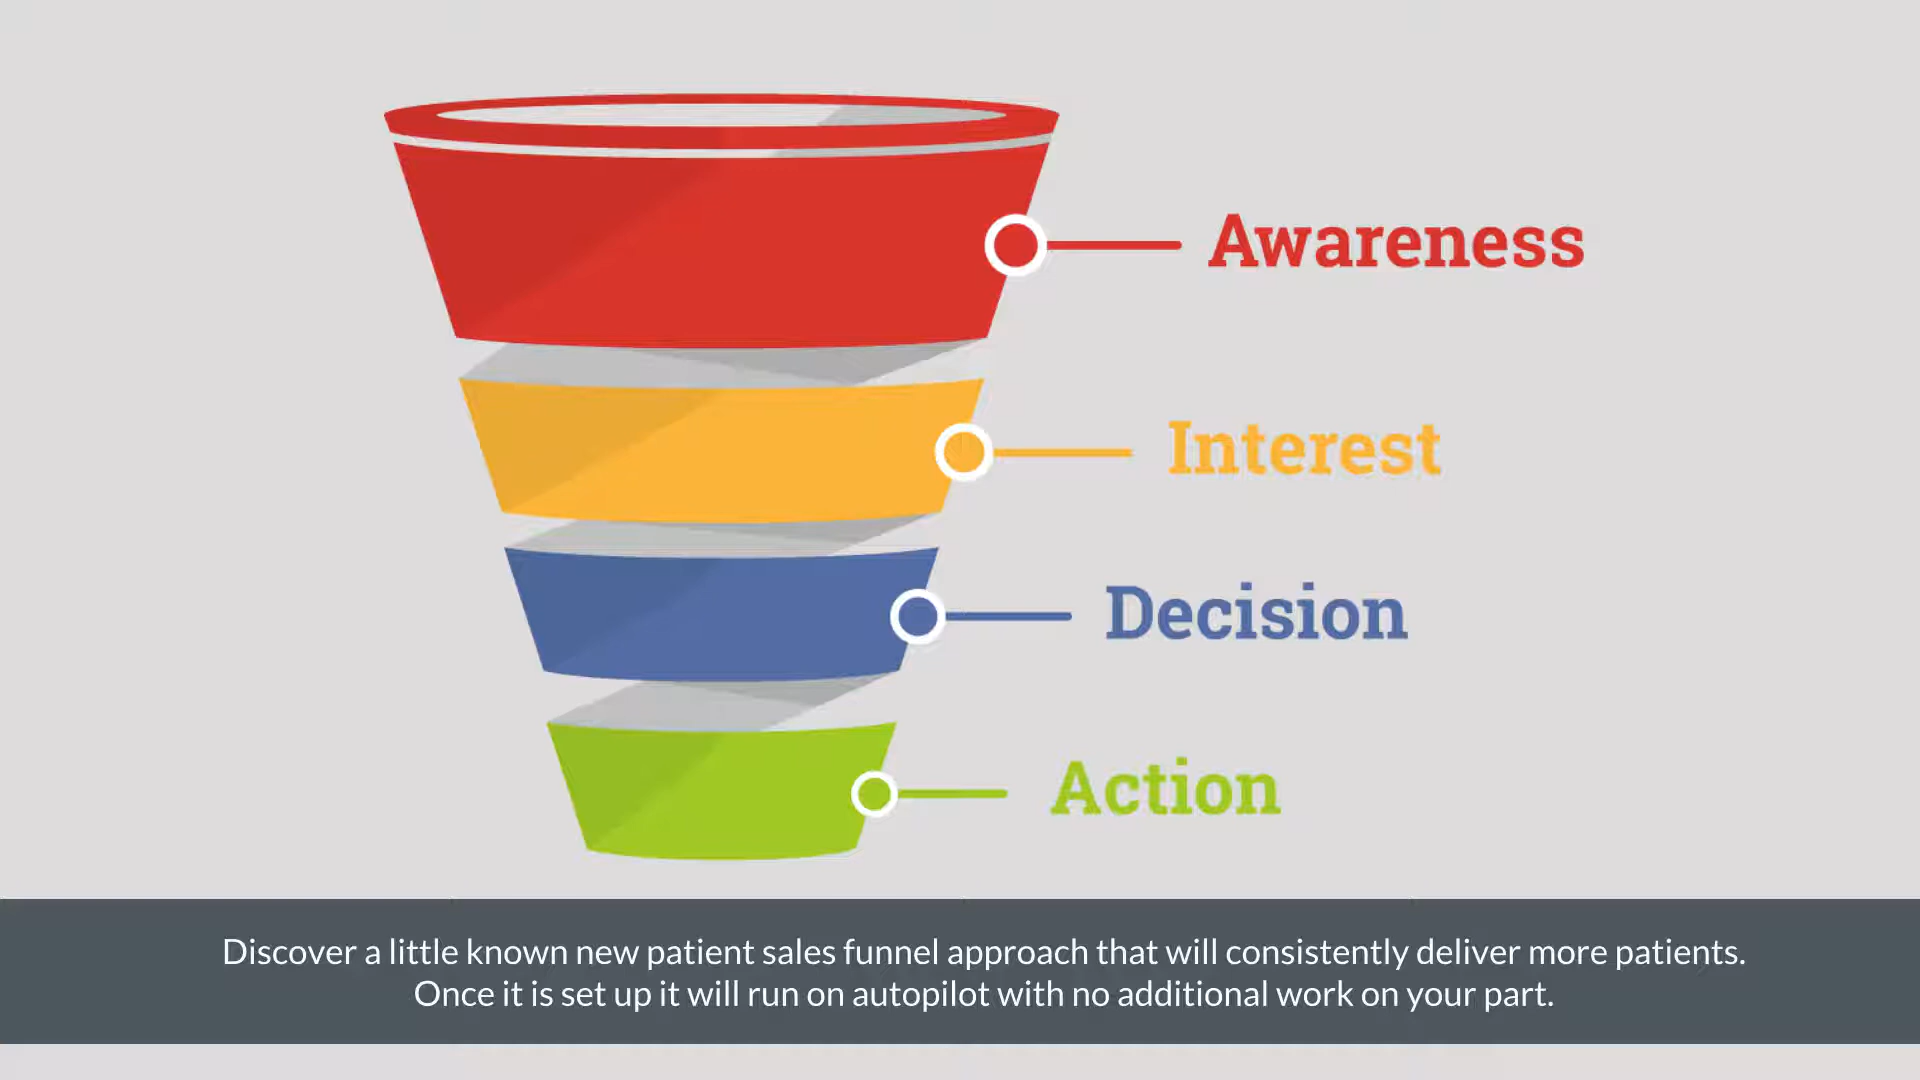 Awareness
Interest
Decision
Action
Discover a little known new patient sales funnel approach that will consistently deliver more patients.
Once it is set up it will run on autopilot with no additional work on your part.